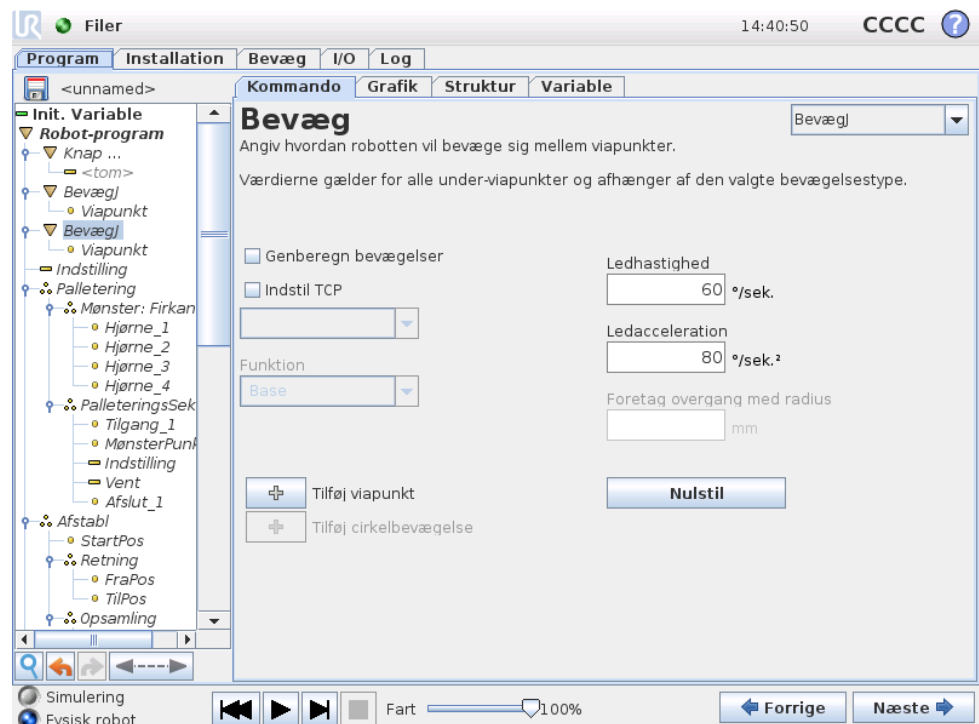 UR Filer 14:40:50 CCCC ?
Program Installation Bevæg I/O Log
<unnamed>
Init. Variable
Robot-program
Knap ...
<tom>
BevægJ
Viapunkt
BevægJ
Viapunkt
Indstilling
Palletering
Mønster: Firkan
Hjørne_1
Hjørne_2
Hjørne_3
Hjørne_4
PalleteringsSek
Tilgang_1
MønsterPunk
Indstilling
Vent
Afslut_1
Afstabl
StartPos
Retning
FraPos
TilPos
Opsamling
Kommando Grafik Struktur Variable
Bevæg
BevægJ
Angiv hvordan robotten vil bevæge sig mellem viapunkter.
Værdierne gælder for alle under-viapunkter og afhænger af den valgte bevægelsestype.
Genberegn bevægelser
Indstil TCP
Funktion
Base
Ledhastighed
60 °/sek.
Ledacceleration
80 °/sek.²
Foretag overgang med radius
mm
Tilføj viapunkt
Tilføj cirkelbevægelse
Nulstil
Simulering
Fysisk robot
Fart 100%
Forrige Næste